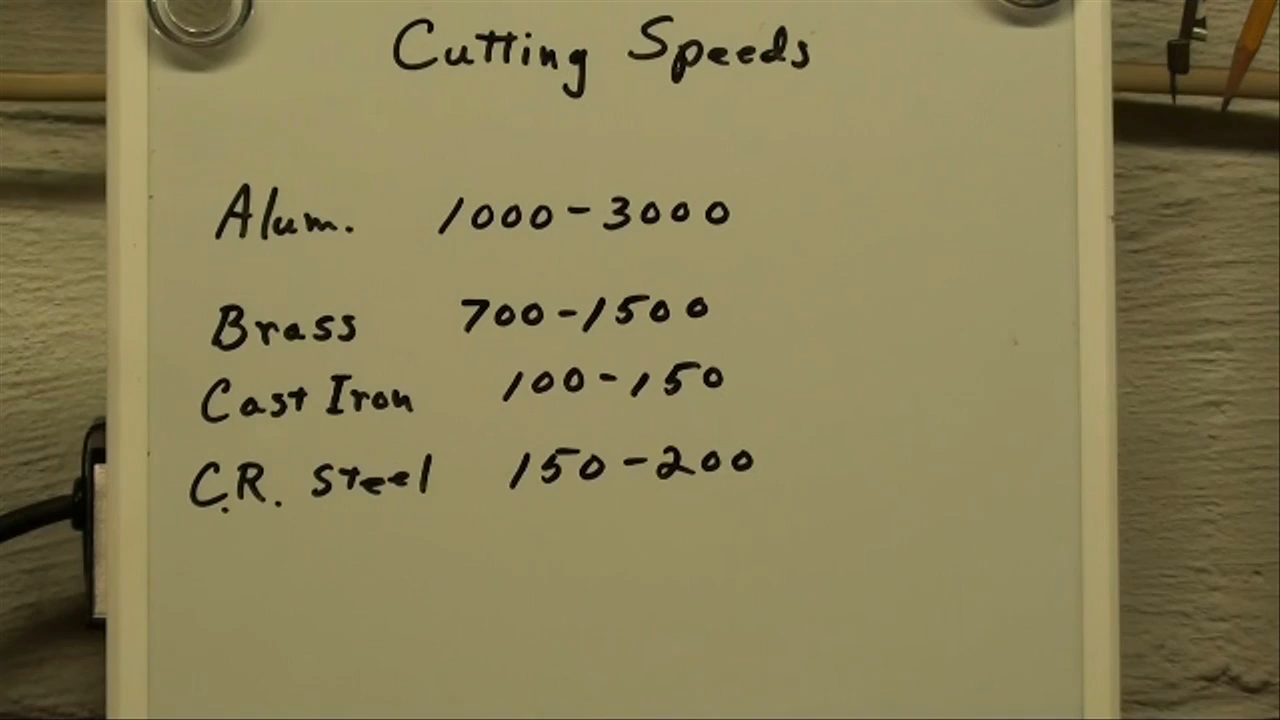 Cutting Speeds
Alum. 1000-3000
Brass 700-1500
Cast Iron 100-150
C.R. Steel 150-200